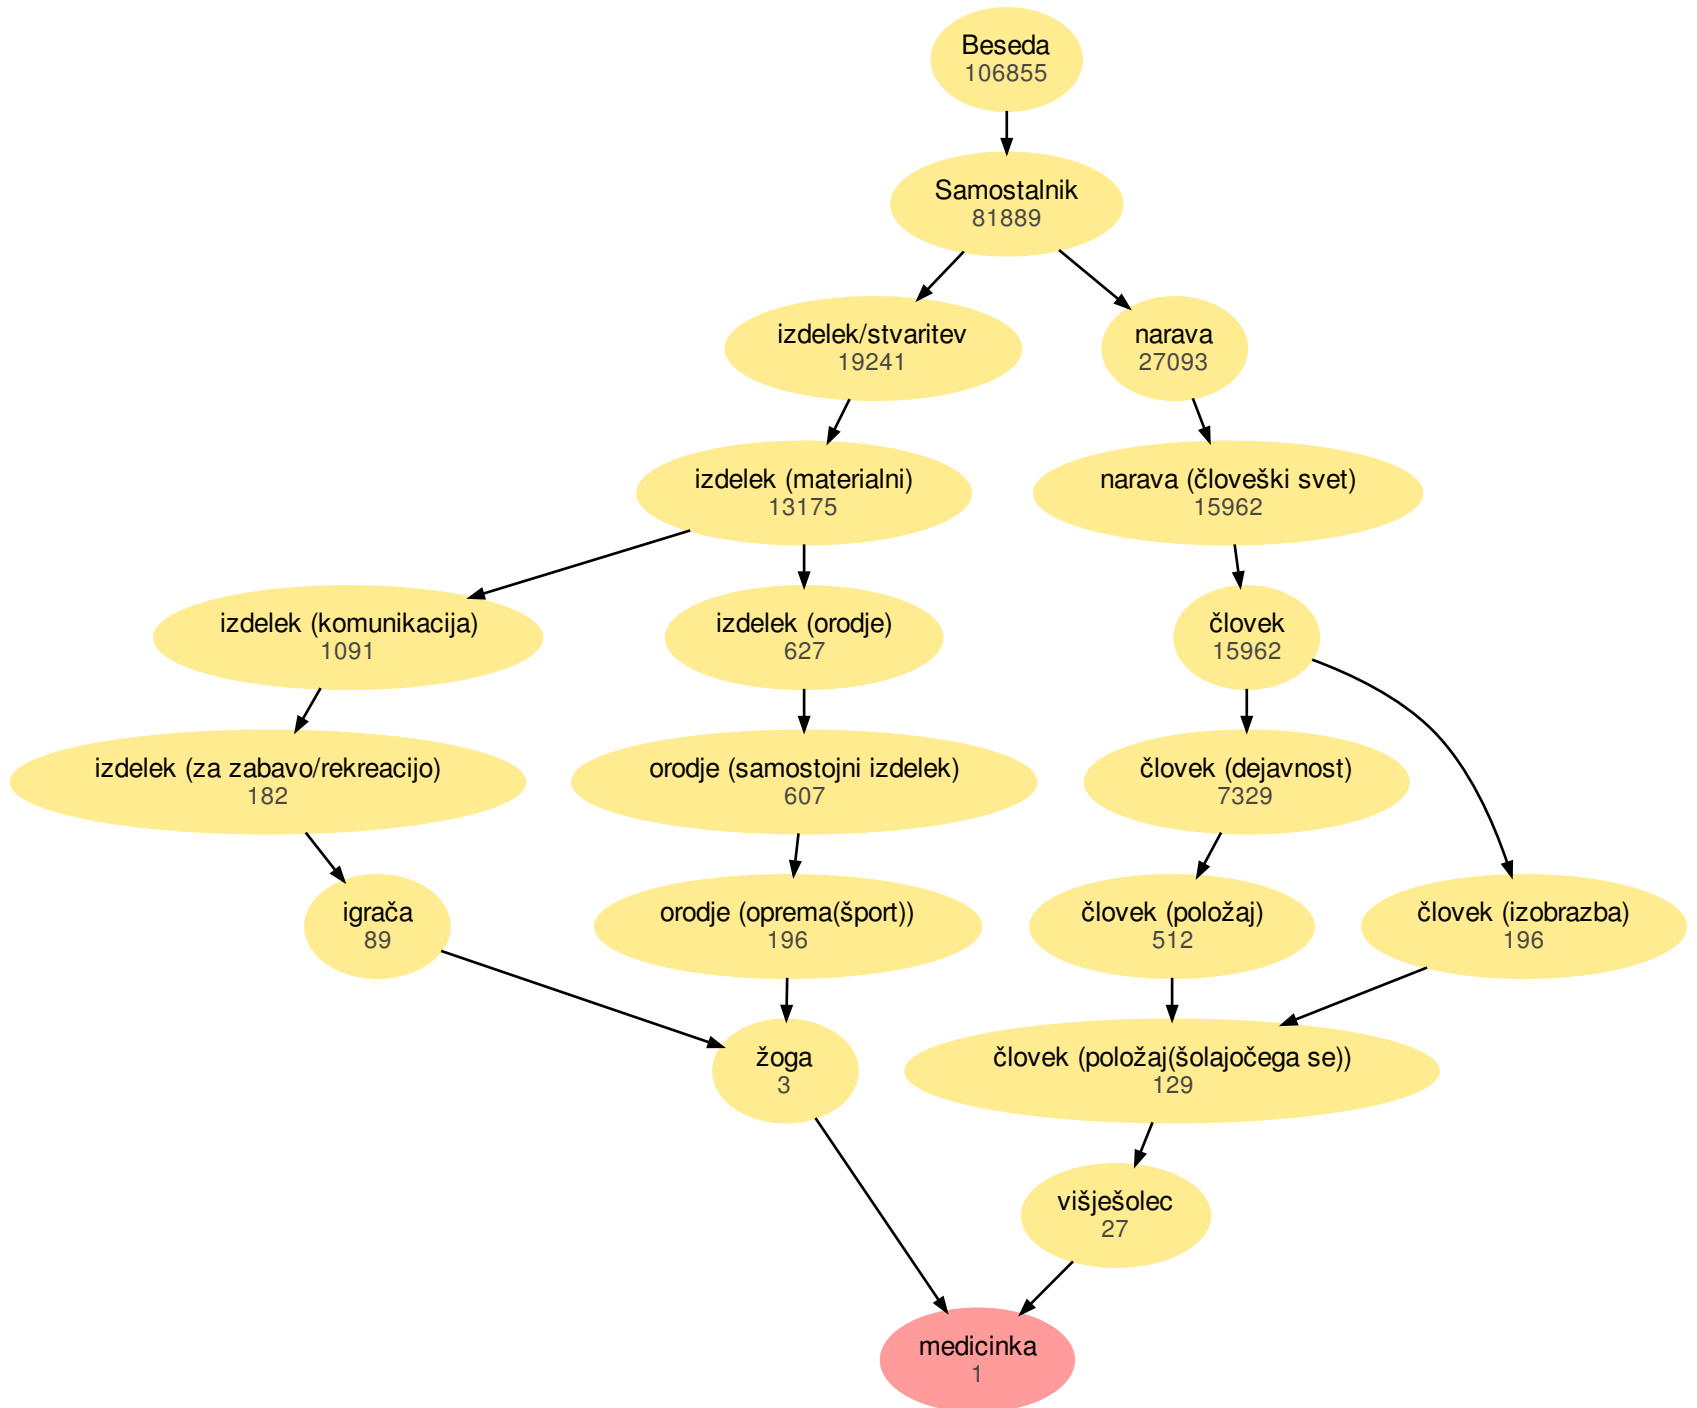 Beseda
106855
Samostalnik
81889
izdelek/stvaritev
19241
narava
27093
izdelek (materialni)
13175
narava (človeški svet)
15962
izdelek (komunikacija)
1091
izdelek (orodje)
627
človek
15962
izdelek (za zabavo/rekreacijo)
182
orodje (samostojni izdelek)
607
človek (dejavnost)
7329
igrača
89
orodje (oprema(šport))
196
človek (položaj)
512
človek (izobrazba)
196
žoga
3
človek (položaj(šolajočega se))
129
višješolec
27
medicinka
1